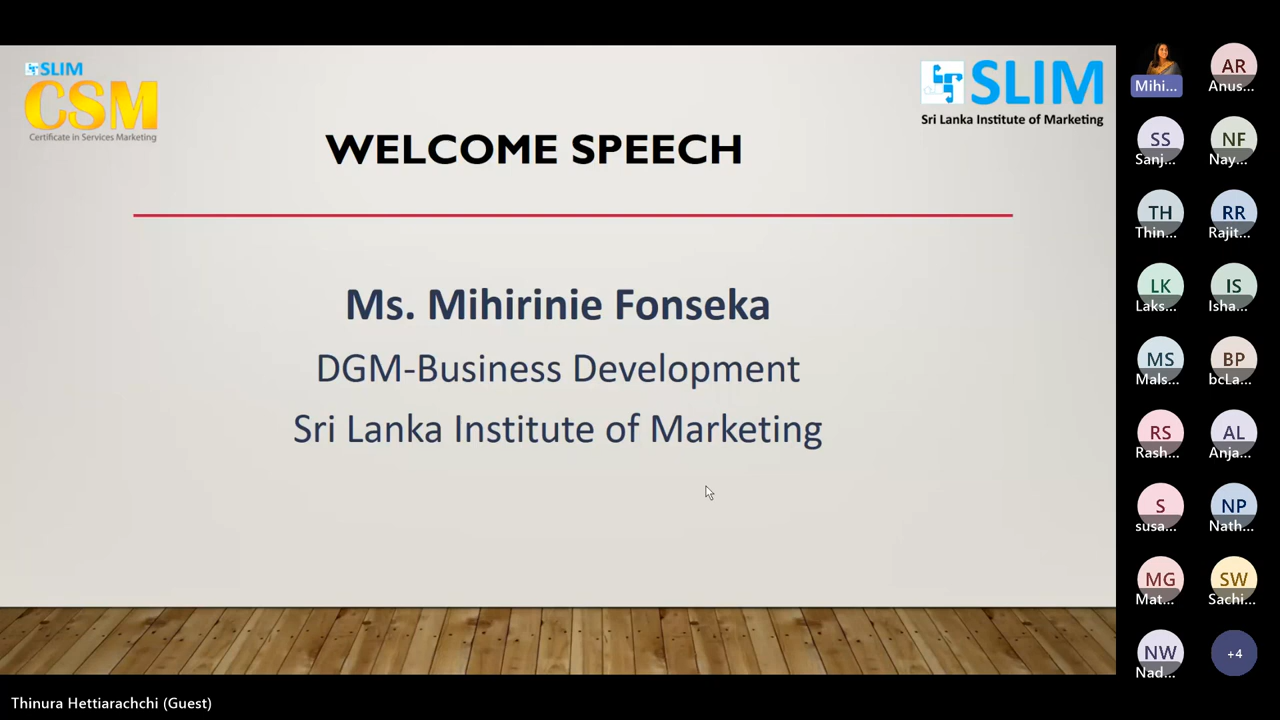 SLIM
CSM
Certificate in Services Marketing
SLIM
Sri Lanka Institute of Marketing
WELCOME SPEECH
Ms. Mihirinie Fonseka
DGM-Business Development
Sri Lanka Institute of Marketing
Mihi...
AR
Anus...
SS
Sanj...
NF
Nay...
TH
Thin...
RR
Rajit...
LK
Laks...
IS
Isha...
MS
Mals...
BP
bcLa...
RS
Rash...
AL
Anja...
S
susa...
NP
Nath...
MG
Mat...
SW
Sachi...
NW
Nad...
+4
Thinura Hettiarachchi (Guest)